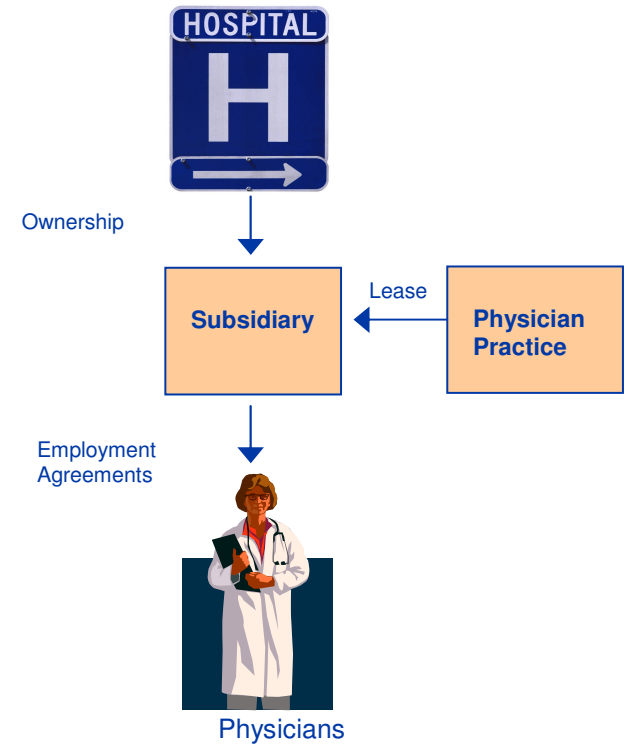 HOSPITAL
H
Ownership
Subsidiary
Lease
Physician
Practice
Employment
Agreements
Physicians